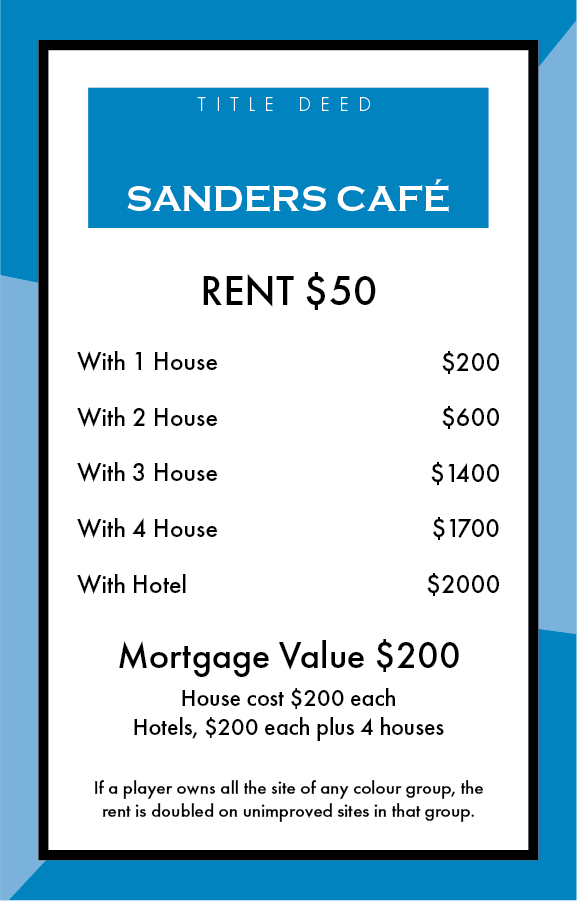 TITLE DEED
SANDERS CAFÉ
RENT $50
With 1 House $200
With 2 House $600
With 3 House $1400
With 4 House $1700
With Hotel $2000
Mortgage Value $200
House cost $200 each
Hotels, $200 each plus 4 houses
If a player owns all the site of any colour group, the
rent is doubled on unimproved sites in that group.